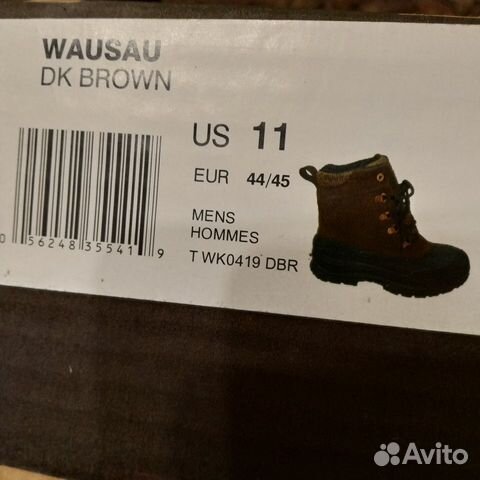 WAUSAU
DK BROWN
US 11
EUR 44/45
MENS
HOMMES
T WK0419 DBR
0 56248 35541 9
Avito